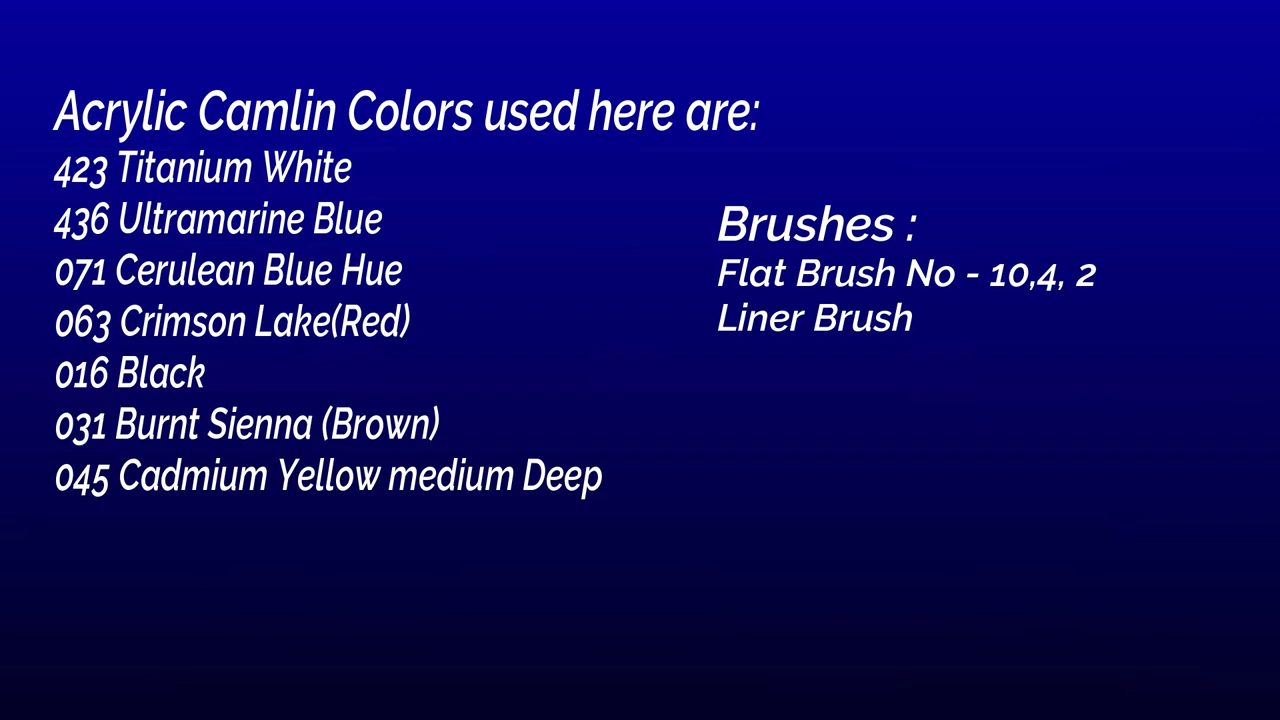 Acrylic Camlin Colors used here are:
423 Titanium White
436 Ultramarine Blue
071 Cerulean Blue Hue
063 Crimson Lake(Red)
016 Black
031 Burnt Sienna (Brown)
045 Cadmium Yellow medium Deep
Brushes :
Flat Brush No - 10,4, 2
Liner Brush